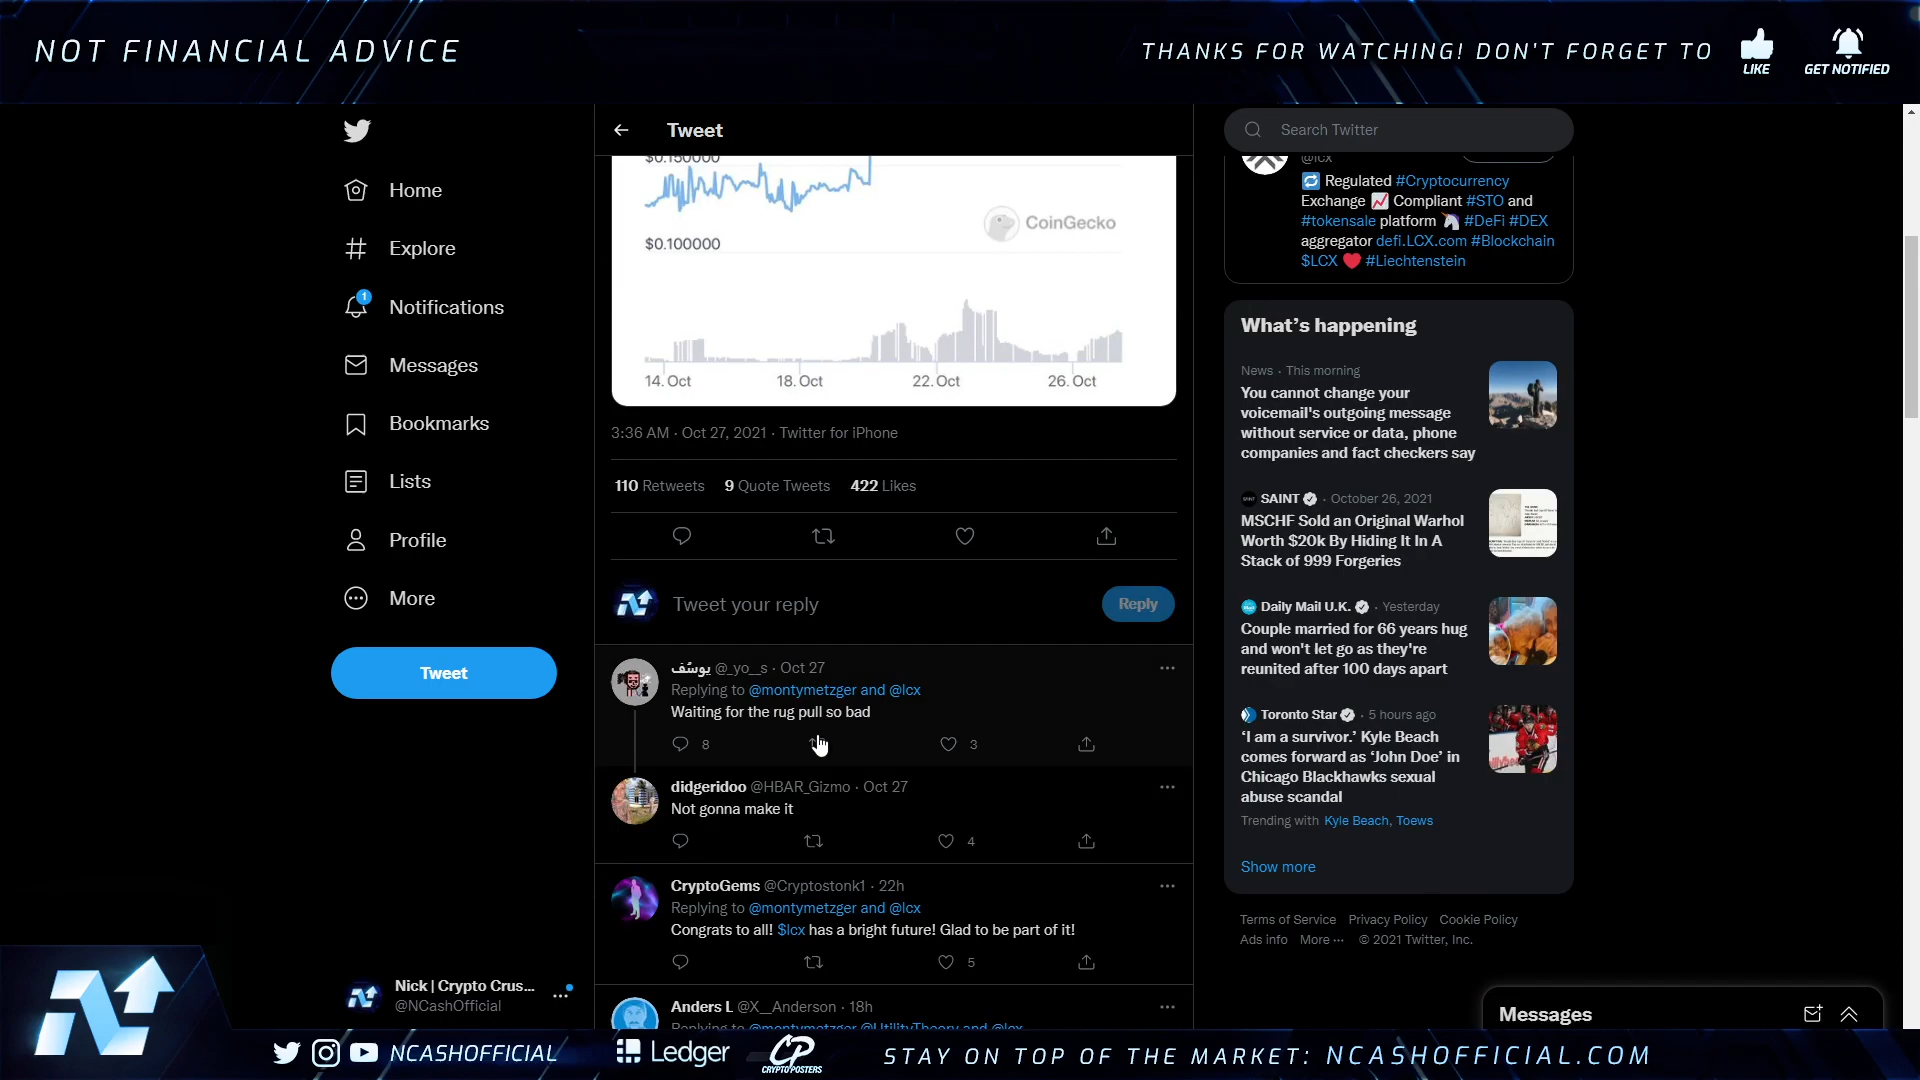 NOT FINANCIAL ADVICE
THANKS FOR WATCHING! DON'T FORGET TO
LIKE
GET NOTIFIED
Home
Explore
1
Notifications
Messages
Bookmarks
Lists
Profile
More
Tweet
Nick | Crypto Crus...
@NCashOfficial
Tweet
$0.150000
CoinGecko
$0.100000
14. Oct
18. Oct
22. Oct
26. Oct
3:36 AM · Oct 27, 2021 · Twitter for iPhone
110 Retweets 9 Quote Tweets 422 Likes
Tweet your reply
Reply
يوسف @_yo__s · Oct 27
Replying to @montymetzger and @lcx
Waiting for the rug pull so bad
8
3
didgeridoo @HBAR_Gizmo · Oct 27
Not gonna make it
4
CryptoGems @Cryptostonk1 · 22h
Replying to @montymetzger and @lcx
Congrats to all! $lcx has a bright future! Glad to be part of it!
5
Anders L @X__Anderson · 18h
Replying to @montymetzger @UtilityTheory and @lcx
Search Twitter
@lcx
Regulated #Cryptocurrency
Exchange Compliant #STO and
#tokensale platform #DeFi #DEX
aggregator defi.LCX.com #Blockchain
$LCX #Liechtenstein
What's happening
News · This morning
You cannot change your
voicemail's outgoing message
without service or data, phone
companies and fact checkers say
SAINT · October 26, 2021
MSCHF Sold an Original Warhol
Worth $20k By Hiding It In A
Stack of 999 Forgeries
Daily Mail U.K. · Yesterday
Couple married for 66 years hug
and won't let go as they're
reunited after 100 days apart
Toronto Star · 5 hours ago
'I am a survivor.' Kyle Beach
comes forward as 'John Doe' in
Chicago Blackhawks sexual
abuse scandal
Trending with Kyle Beach, Toews
Show more
Terms of Service Privacy Policy Cookie Policy
Ads info More ··· © 2021 Twitter, Inc.
Messages
NCASHOFFICIAL
Ledger
CP
CRYPTO POSTERS
STAY ON TOP OF THE MARKET: NCASHOFFICIAL.COM